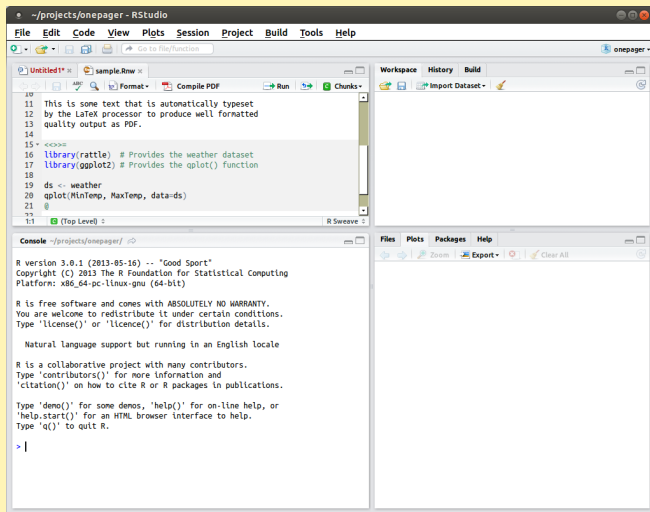 ~/projects/onepager - RStudio
File Edit Code View Plots Session Project Build Tools Help
Go to file/function
onepager
Untitled1* × sample.Rnw ×
ABC Format Compile PDF Run Chunks
10
11 This is some text that is automatically typeset
12 by the LaTeX processor to produce well formatted
13 quality output as PDF.
14
15 <<>>=
16 library(rattle) # Provides the weather dataset
17 library(ggplot2) # Provides the qplot() function
18
19 ds <- weather
20 qplot(MinTemp, MaxTemp, data=ds)
21 @
22
1:1 (Top Level) R Sweave
Console ~/projects/onepager/
R version 3.0.1 (2013-05-16) -- "Good Sport"
Copyright (C) 2013 The R Foundation for Statistical Computing
Platform: x86_64-pc-linux-gnu (64-bit)
R is free software and comes with ABSOLUTELY NO WARRANTY.
You are welcome to redistribute it under certain conditions.
Type 'license()' or 'licence()' for distribution details.
Natural language support but running in an English locale
R is a collaborative project with many contributors.
Type 'contributors()' for more information and
'citation()' on how to cite R or R packages in publications.
Type 'demo()' for some demos, 'help()' for on-line help, or
'help.start()' for an HTML browser interface to help.
Type 'q()' to quit R.
>
Workspace History Build
Import Dataset
Files Plots Packages Help
Zoom Export Clear All